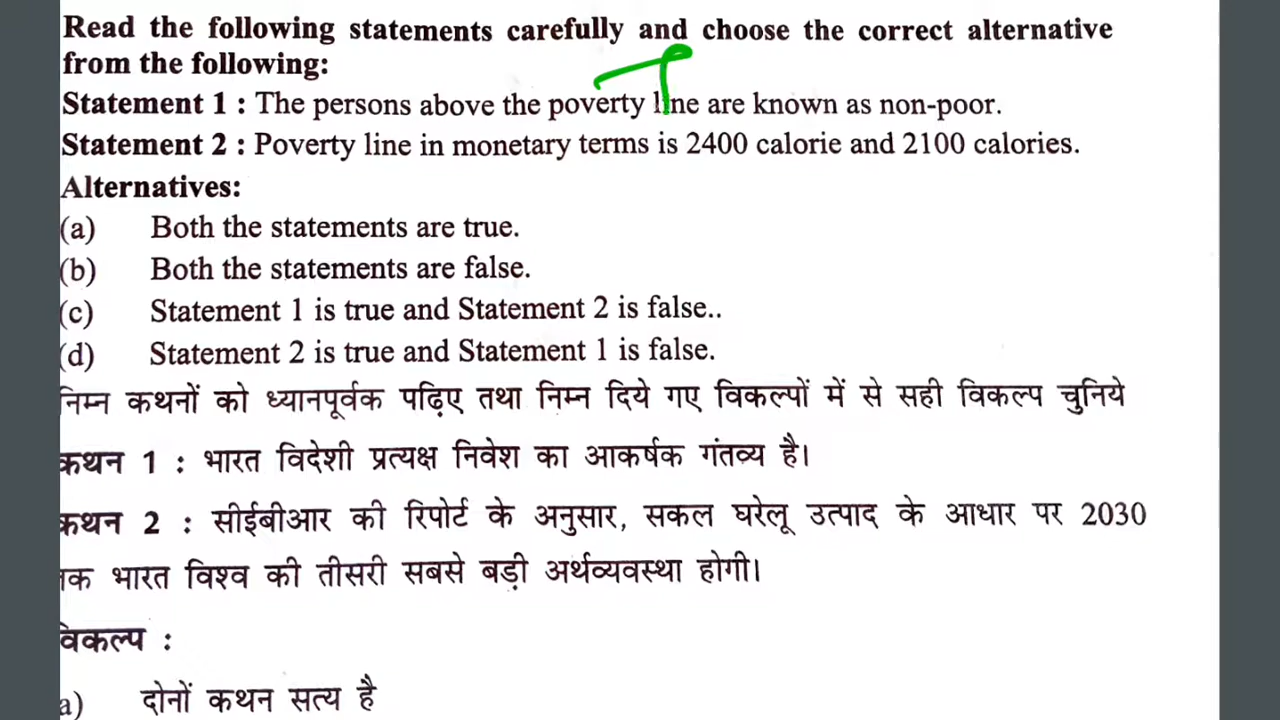 Read the following statements carefully and choose the correct alternative
from the following:
Statement 1 : The persons above the poverty line are known as non-poor.
Statement 2 : Poverty line in monetary terms is 2400 calorie and 2100 calories.
Alternatives:
(a) Both the statements are true.
(b) Both the statements are false.
(c) Statement 1 is true and Statement 2 is false..
(d) Statement 2 is true and Statement 1 is false.
निम्न कथनों को ध्यानपूर्वक पढ़िए तथा निम्न दिये गए विकल्पों में से सही विकल्प चुनिये
कथन 1 : भारत विदेशी प्रत्यक्ष निवेश का आकर्षक गंतव्य है।
कथन 2 : सीईबीआर की रिपोर्ट के अनुसार, सकल घरेलू उत्पाद के आधार पर 2030
तक भारत विश्व की तीसरी सबसे बड़ी अर्थव्यवस्था होगी।
विकल्प :
a) दोनों कथन सत्य है